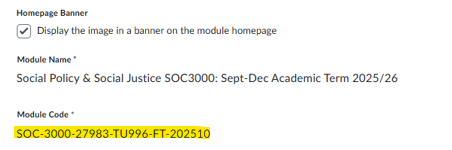 Homepage Banner
Display the image in a banner on the module homepage
Module Name *
Social Policy & Social Justice SOC3000: Sept-Dec Academic Term 2025/26
Module Code *
SOC-3000-27983-TU996-FT-202510